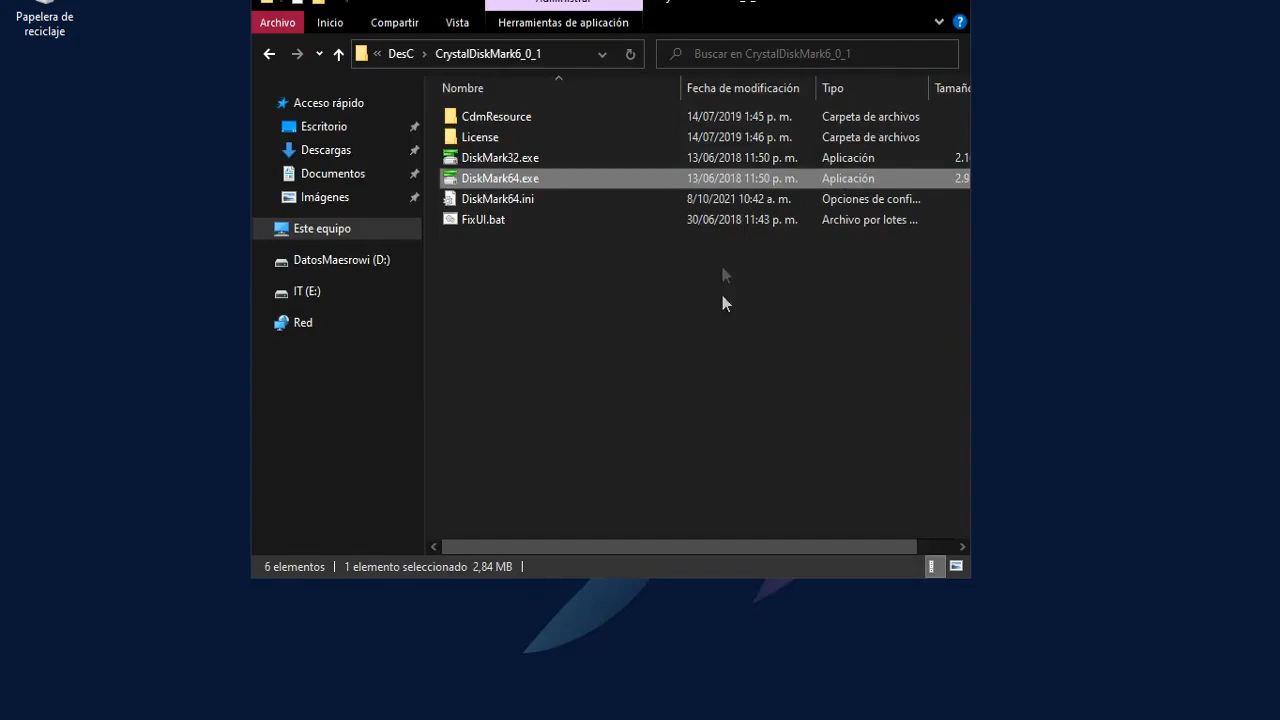 Papelera de
reciclaje
Archivo
Inicio
Compartir
Vista
Herramientas de aplicación
DesC
CrystalDiskMark6_0_1
Buscar en CrystalDiskMark6_0_1
Nombre
Fecha de modificación
Tipo
Tamaño
Acceso rápido
Escritorio
Descargas
Documentos
Imágenes
Este equipo
DatosMaesrowi (D:)
IT (E:)
Red
CdmResource 14/07/2019 1:45 p. m. Carpeta de archivos
License 14/07/2019 1:46 p. m. Carpeta de archivos
DiskMark32.exe 13/06/2018 11:50 p. m. Aplicación
DiskMark64.exe 13/06/2018 11:50 p. m. Aplicación 2.9
DiskMark64.ini 8/10/2021 10:42 a. m. Opciones de confi...
FixUI.bat 30/06/2018 11:43 p. m. Archivo por lotes ...
6 elementos
1 elemento seleccionado 2,84 MB